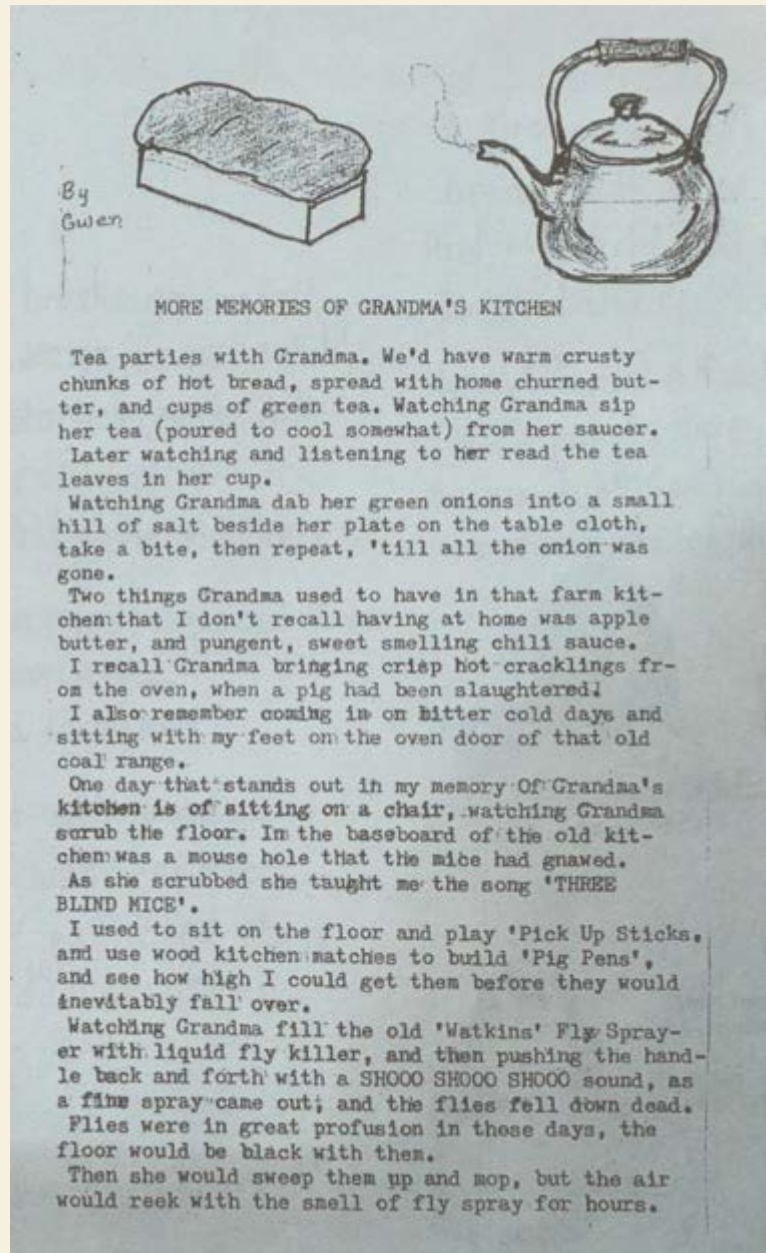 By
Gwen
MORE MEMORIES OF GRANDMA'S KITCHEN
Tea parties with Grandma. We'd have warm crusty
chunks of Hot bread, spread with home churned but-
ter, and cups of green tea. Watching Grandma sip
her tea (poured to cool somewhat) from her saucer.
Later watching and listening to her read the tea
leaves in her cup.
Watching Grandma dab her green onions into a small
hill of salt beside her plate on the table cloth,
take a bite, then repeat, 'till all the onion was
gone.
Two things Grandma used to have in that farm kit-
chen that I don't recall having at home was apple
butter, and pungent, sweet smelling chili sauce.
I recall Grandma bringing crisp hot cracklings fr-
om the oven, when a pig had been slaughtered.
I also remember coming in on bitter cold days and
sitting with my feet on the oven door of that old
coal range.
One day that stands out in my memory Of Grandma's
kitchen is of sitting on a chair, watching Grandma
scrub the floor. In the baseboard of the old kit-
chen was a mouse hole that the mice had gnawed.
As she scrubbed she taught me the song 'THREE
BLIND MICE'.
I used to sit on the floor and play 'Pick Up Sticks,
and use wood kitchen matches to build 'Pig Pens',
and see how high I could get them before they would
inevitably fall over.
Watching Grandma fill the old 'Watkins' Fly Spray-
er with liquid fly killer, and then pushing the hand-
le back and forth with a SHOOO SHOOO SHOOO sound, as
a fine spray came out; and the flies fell down dead.
Flies were in great profusion in those days, the
floor would be black with them.
Then she would sweep them up and mop, but the air
would reek with the smell of fly spray for hours.